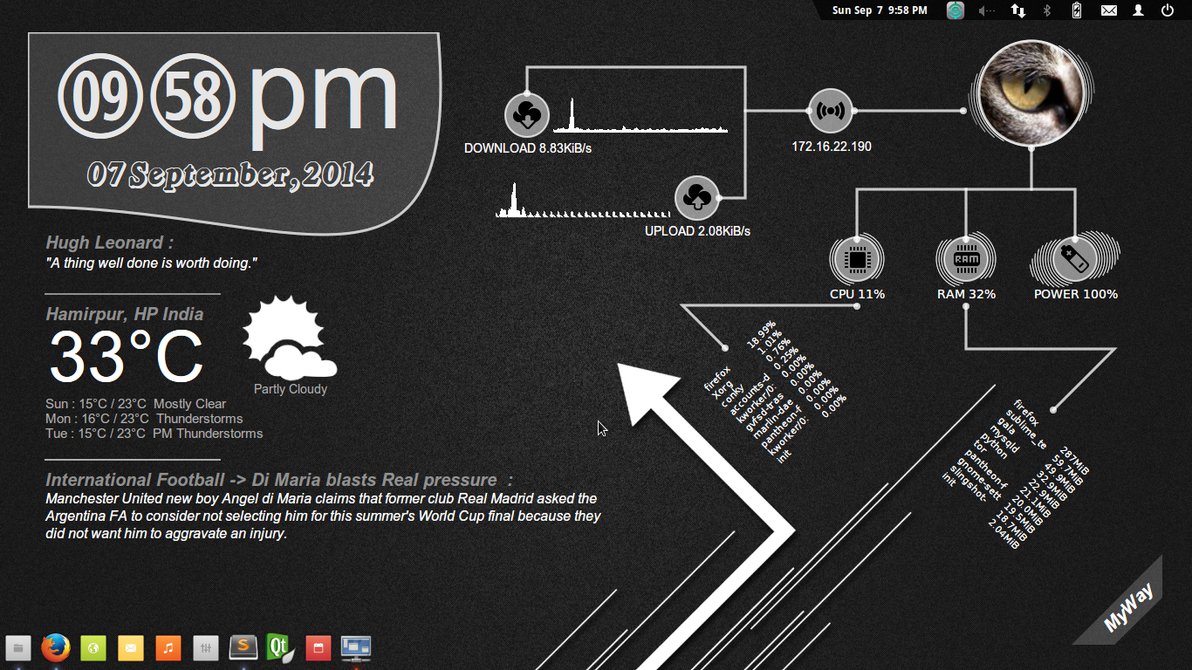 Sun Sep 7 9:58 PM
09 58 pm
07 September, 2014
Hugh Leonard :
"A thing well done is worth doing."
Hamirpur, HP India
33°C
Partly Cloudy
Sun : 15°C / 23°C Mostly Clear
Mon : 16°C / 23°C Thunderstorms
Tue : 15°C / 23°C PM Thunderstorms
International Football -> Di Maria blasts Real pressure :
Manchester United new boy Angel di Maria claims that former club Real Madrid asked the
Argentina FA to consider not selecting him for this summer's World Cup final because they
did not want him to aggravate an injury.
DOWNLOAD 8.83KiB/s
UPLOAD 2.08KiB/s
172.16.22.190
CPU 11%
RAM
RAM 32%
POWER 100%
firefox 18.99%
Xorg 1.01%
conky 0.76%
accounts-d 0.25%
kworker/0: 0.00%
gvfsd-tras 0.00%
marlin-dae 0.00%
pantheon-f 0.00%
kworker/0: 0.00%
init 0.00%
firefox 287MiB
sublime_te 59.7MiB
gala 49.9MiB
mysqld 32.9MiB
python 22.9MiB
tor 21.1MiB
pantheon-f 20.0MiB
gnome-sett 19.5MiB
slingshot- 18.7MiB
init 2.04MiB
MyWay
S
Qt